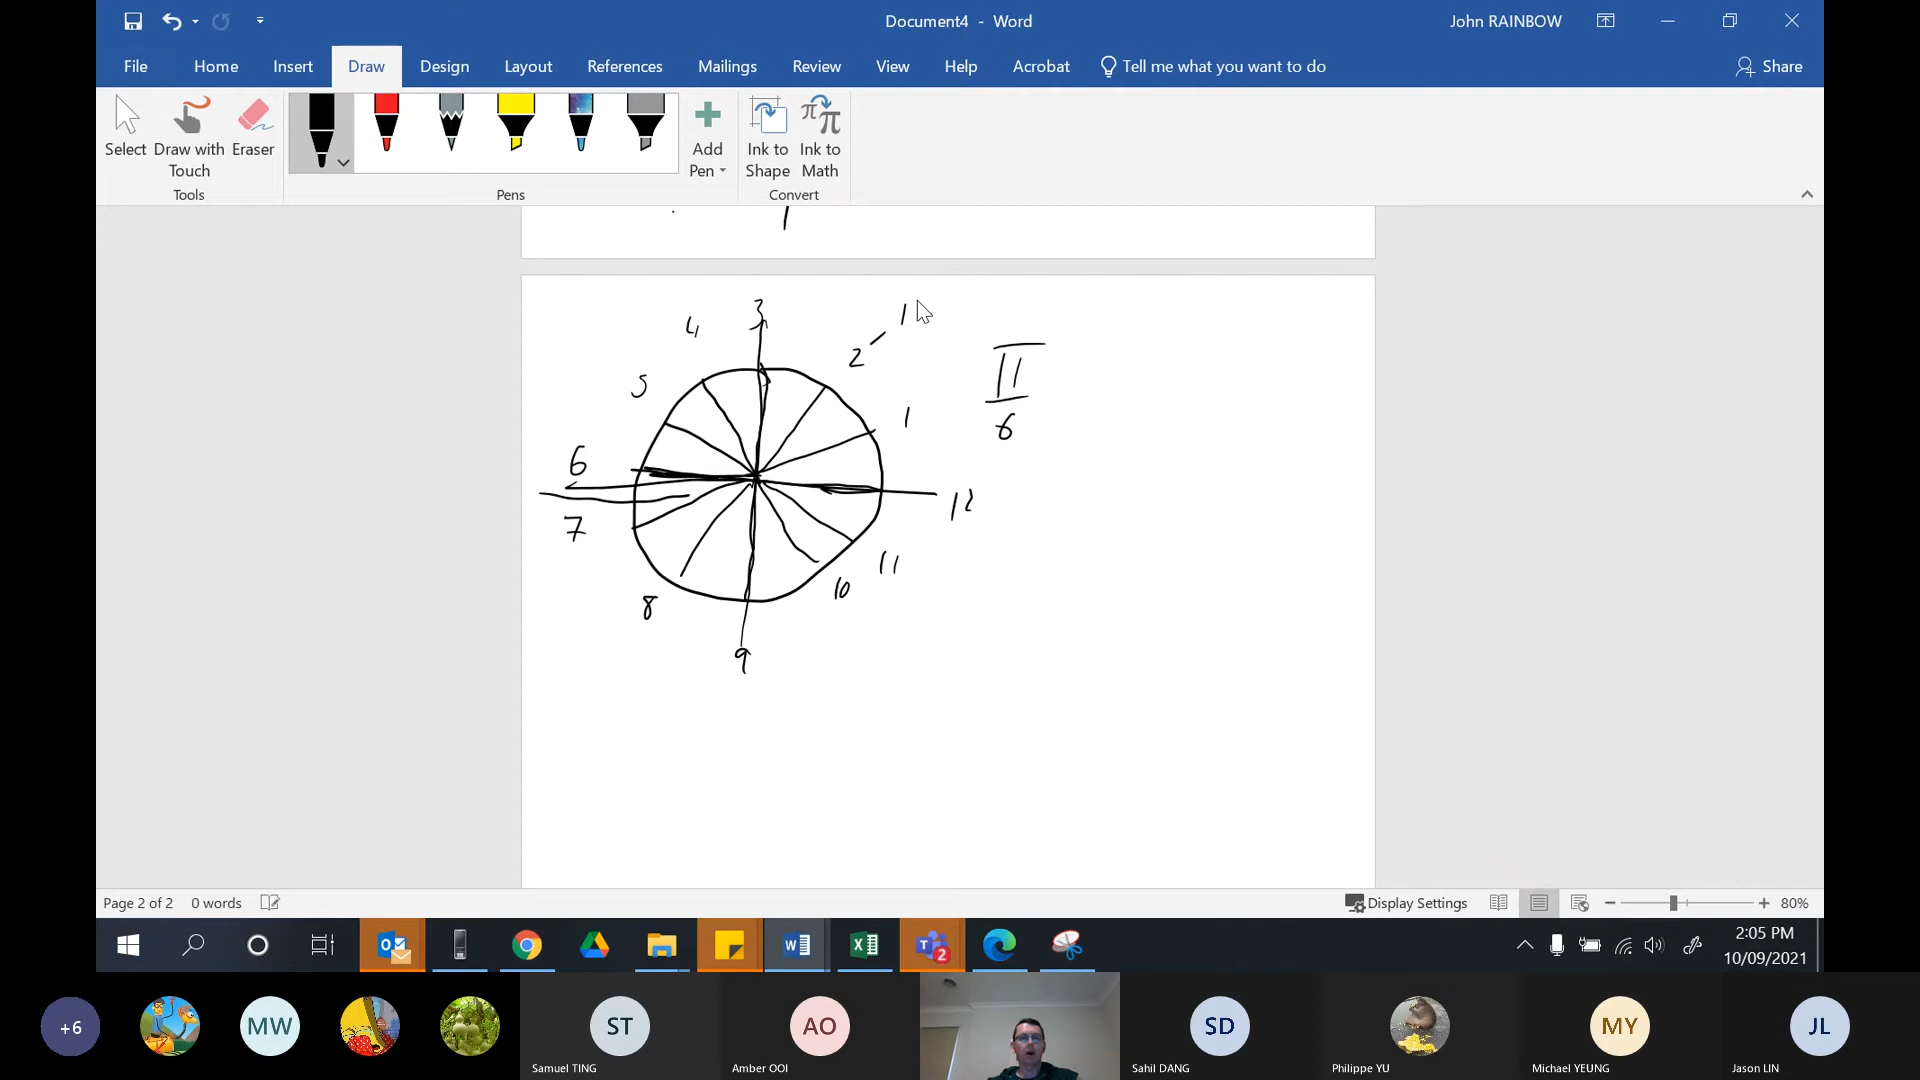 Document4 - Word
John RAINBOW
File
Home
Insert
Draw
Design
Layout
References
Mailings
Review
View
Help
Acrobat
Tell me what you want to do
Share
Select
Draw with
Touch
Eraser
Add
Pen
Ink to
Shape
Ink to
Math
Tools
Pens
Convert
3
4
1
2
5
1
π
6
6
12
7
11
10
8
9
Page 2 of 2
0 words
Display Settings
80%
2
2:05 PM
10/09/2021
+6
MW
ST
AO
SD
MY
JL
Samuel TING
Amber OOI
Sahil DANG
Philippe YU
Michael YEUNG
Jason LIN